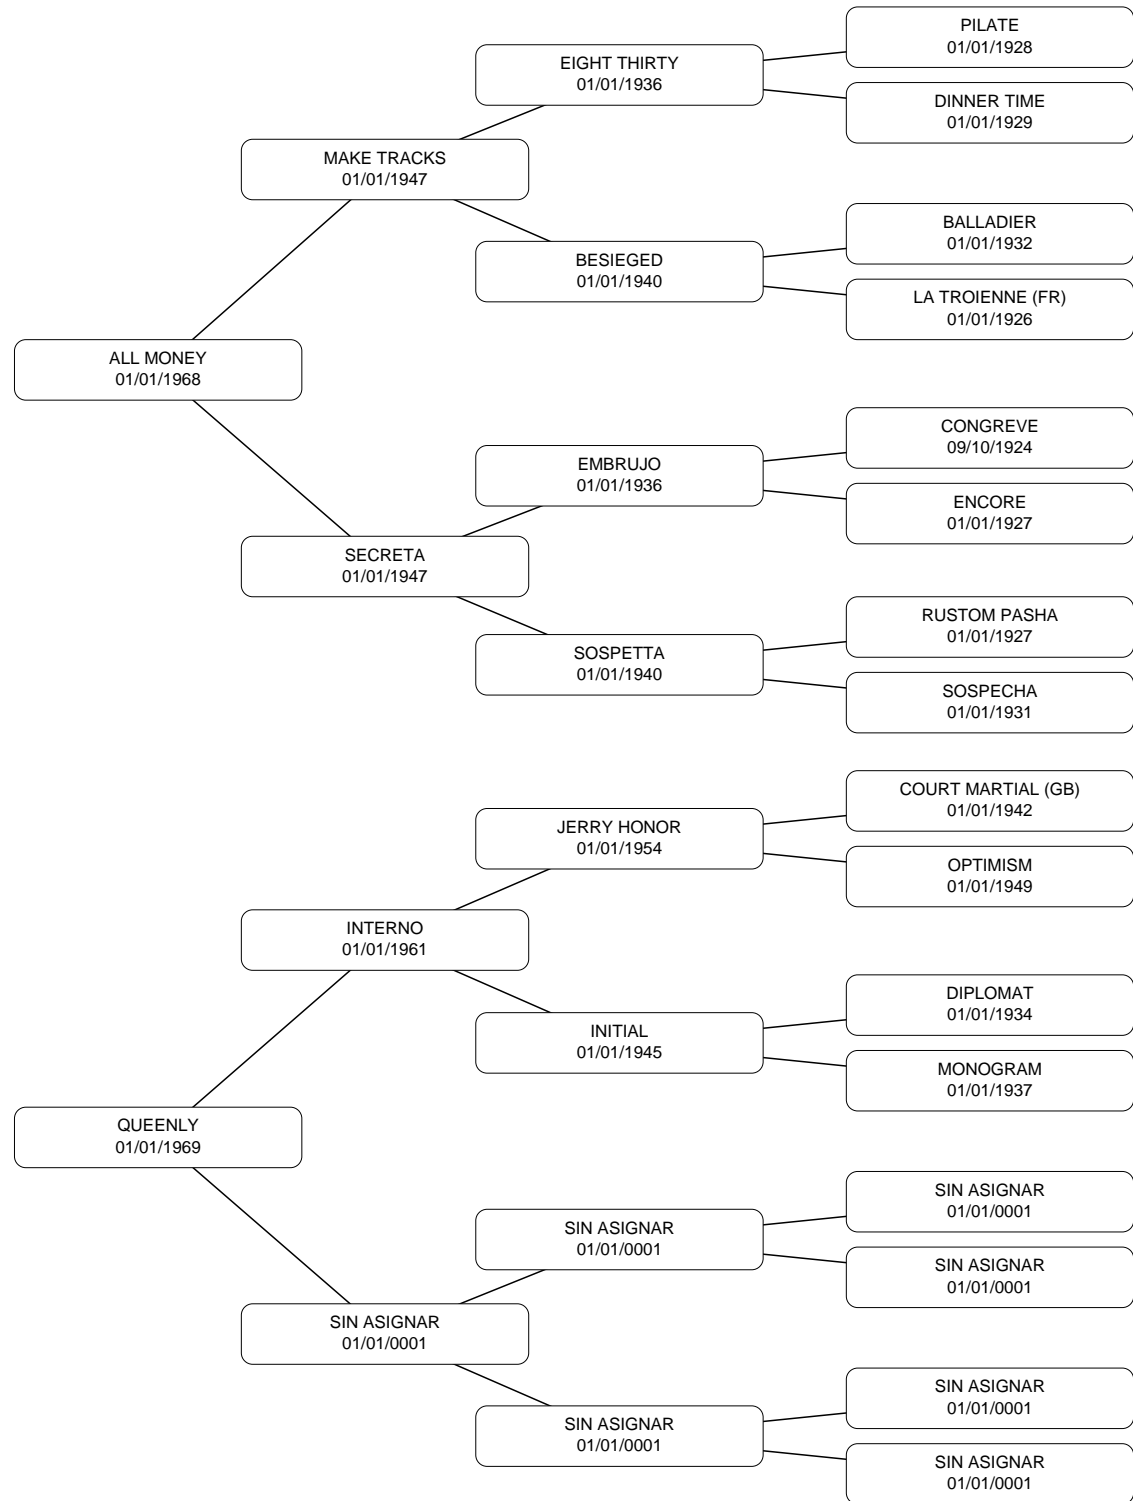 PILATE
01/01/1928
EIGHT THIRTY
01/01/1936
DINNER TIME
01/01/1929
MAKE TRACKS
01/01/1947
BALLADIER
01/01/1932
BESIEGED
01/01/1940
LA TROIENNE (FR)
01/01/1926
ALL MONEY
01/01/1968
CONGREVE
09/10/1924
EMBRUJO
01/01/1936
ENCORE
01/01/1927
SECRETA
01/01/1947
RUSTOM PASHA
01/01/1927
SOSPETTA
01/01/1940
SOSPECHA
01/01/1931
COURT MARTIAL (GB)
01/01/1942
JERRY HONOR
01/01/1954
OPTIMISM
01/01/1949
INTERNO
01/01/1961
DIPLOMAT
01/01/1934
INITIAL
01/01/1945
MONOGRAM
01/01/1937
QUEENLY
01/01/1969
SIN ASIGNAR
01/01/0001
SIN ASIGNAR
01/01/0001
SIN ASIGNAR
01/01/0001
SIN ASIGNAR
01/01/0001
SIN ASIGNAR
01/01/0001
SIN ASIGNAR
01/01/0001
SIN ASIGNAR
01/01/0001